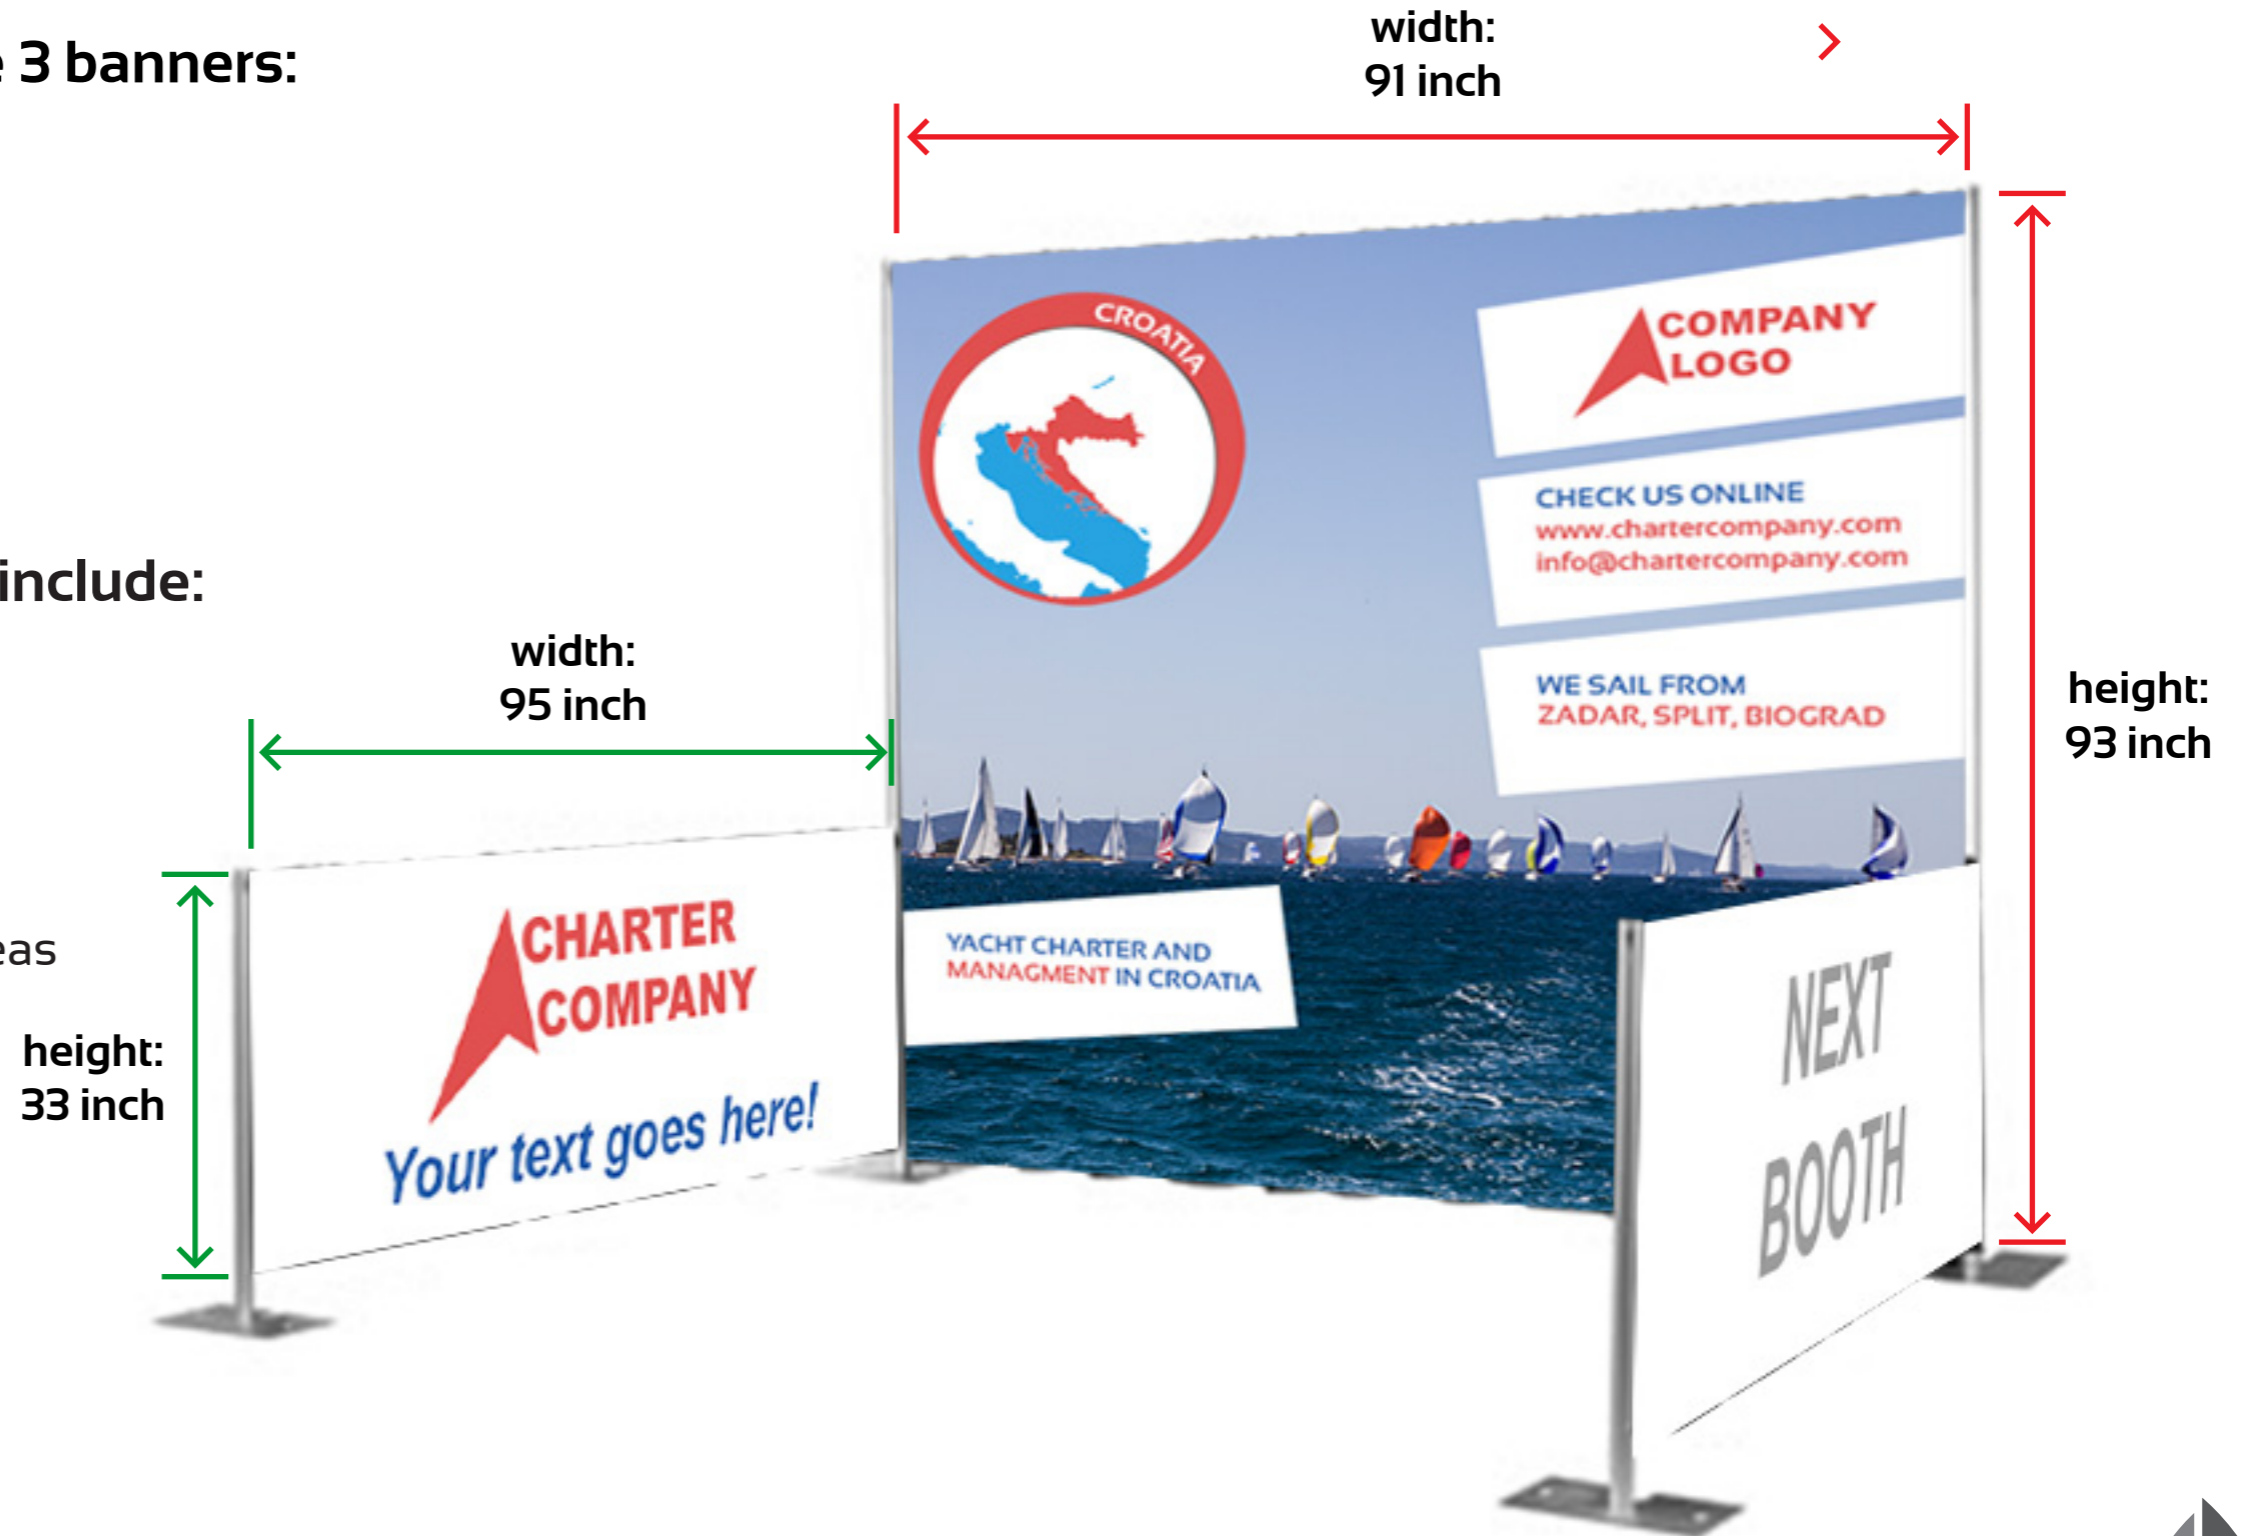 e 3 banners:
include:
eas
width:
91 inch
height:
93 inch
width:
95 inch
height:
33 inch
CROATIA
COMPANY
LOGO
CHECK US ONLINE
www.chartercompany.com
info@chartercompany.com
WE SAIL FROM
ZADAR, SPLIT, BIOGRAD
YACHT CHARTER AND
MANAGMENT IN CROATIA
CHARTER
COMPANY
Your text goes here!
NEXT
BOOTH